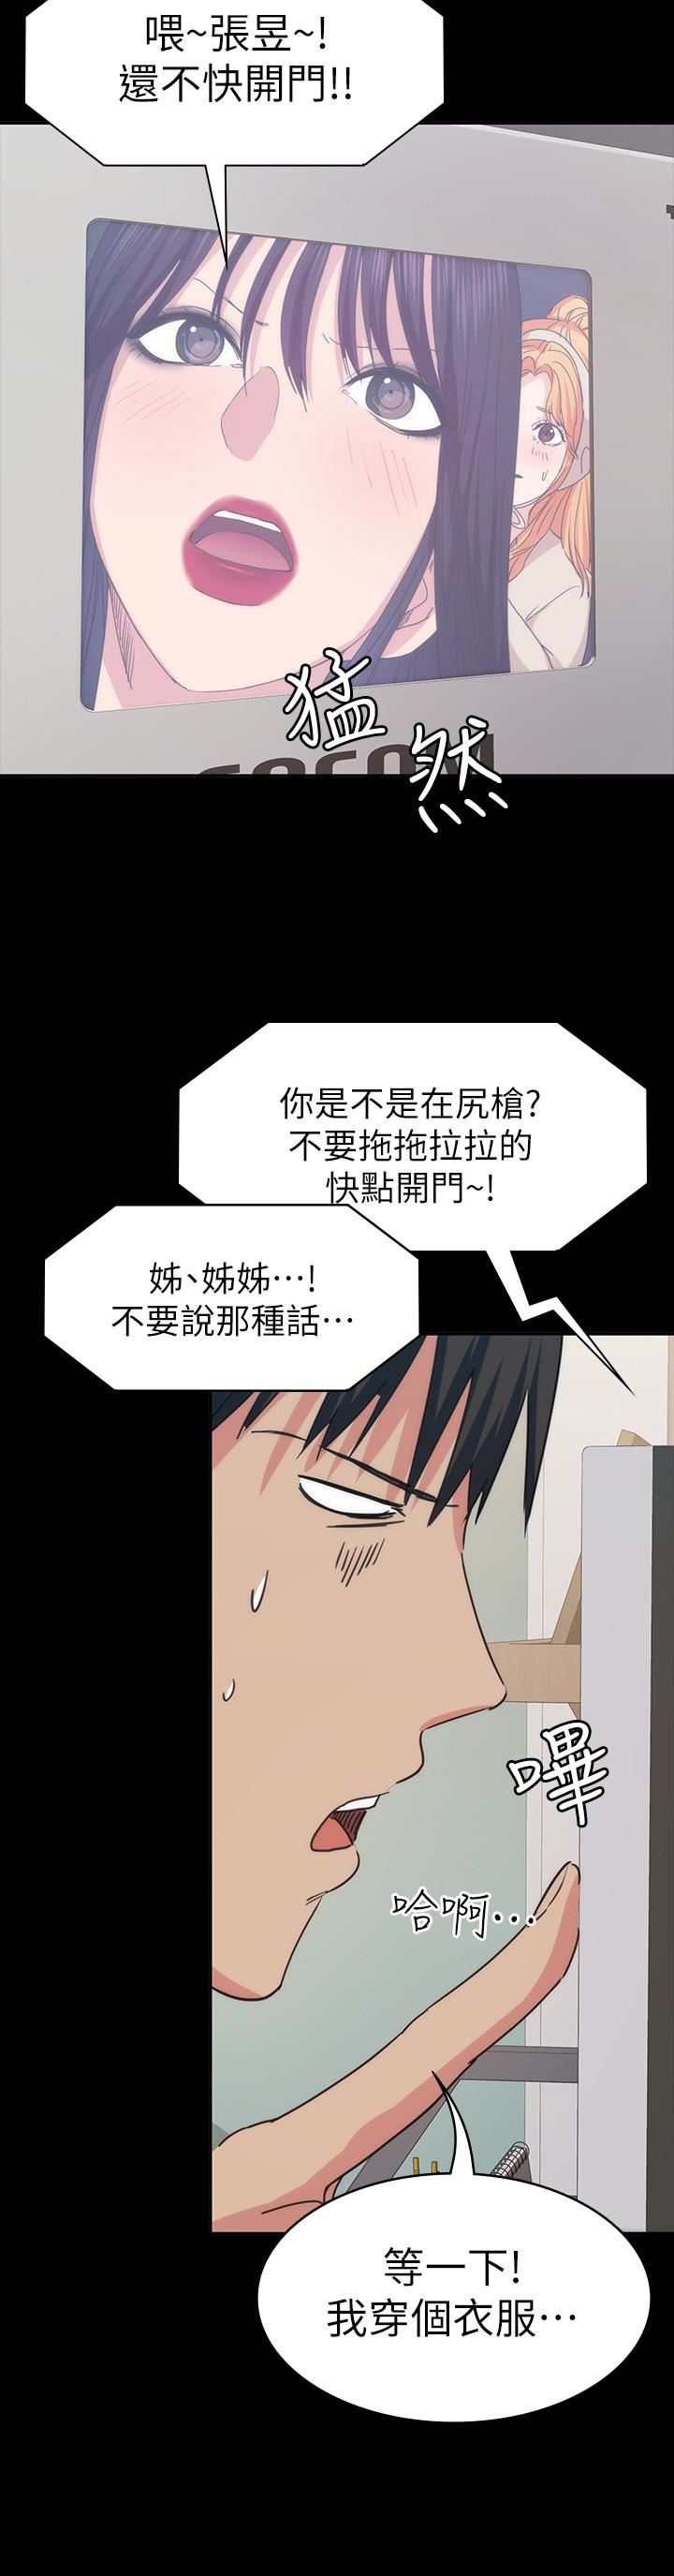 喂~張昱~!
還不快開門!!
猛然
你是不是在尻槍?
不要拖拖拉拉的
快點開門~!
姊、姊姊⋯!
不要說那種話⋯
嗶
哈啊⋯
等一下!
我穿個衣服⋯